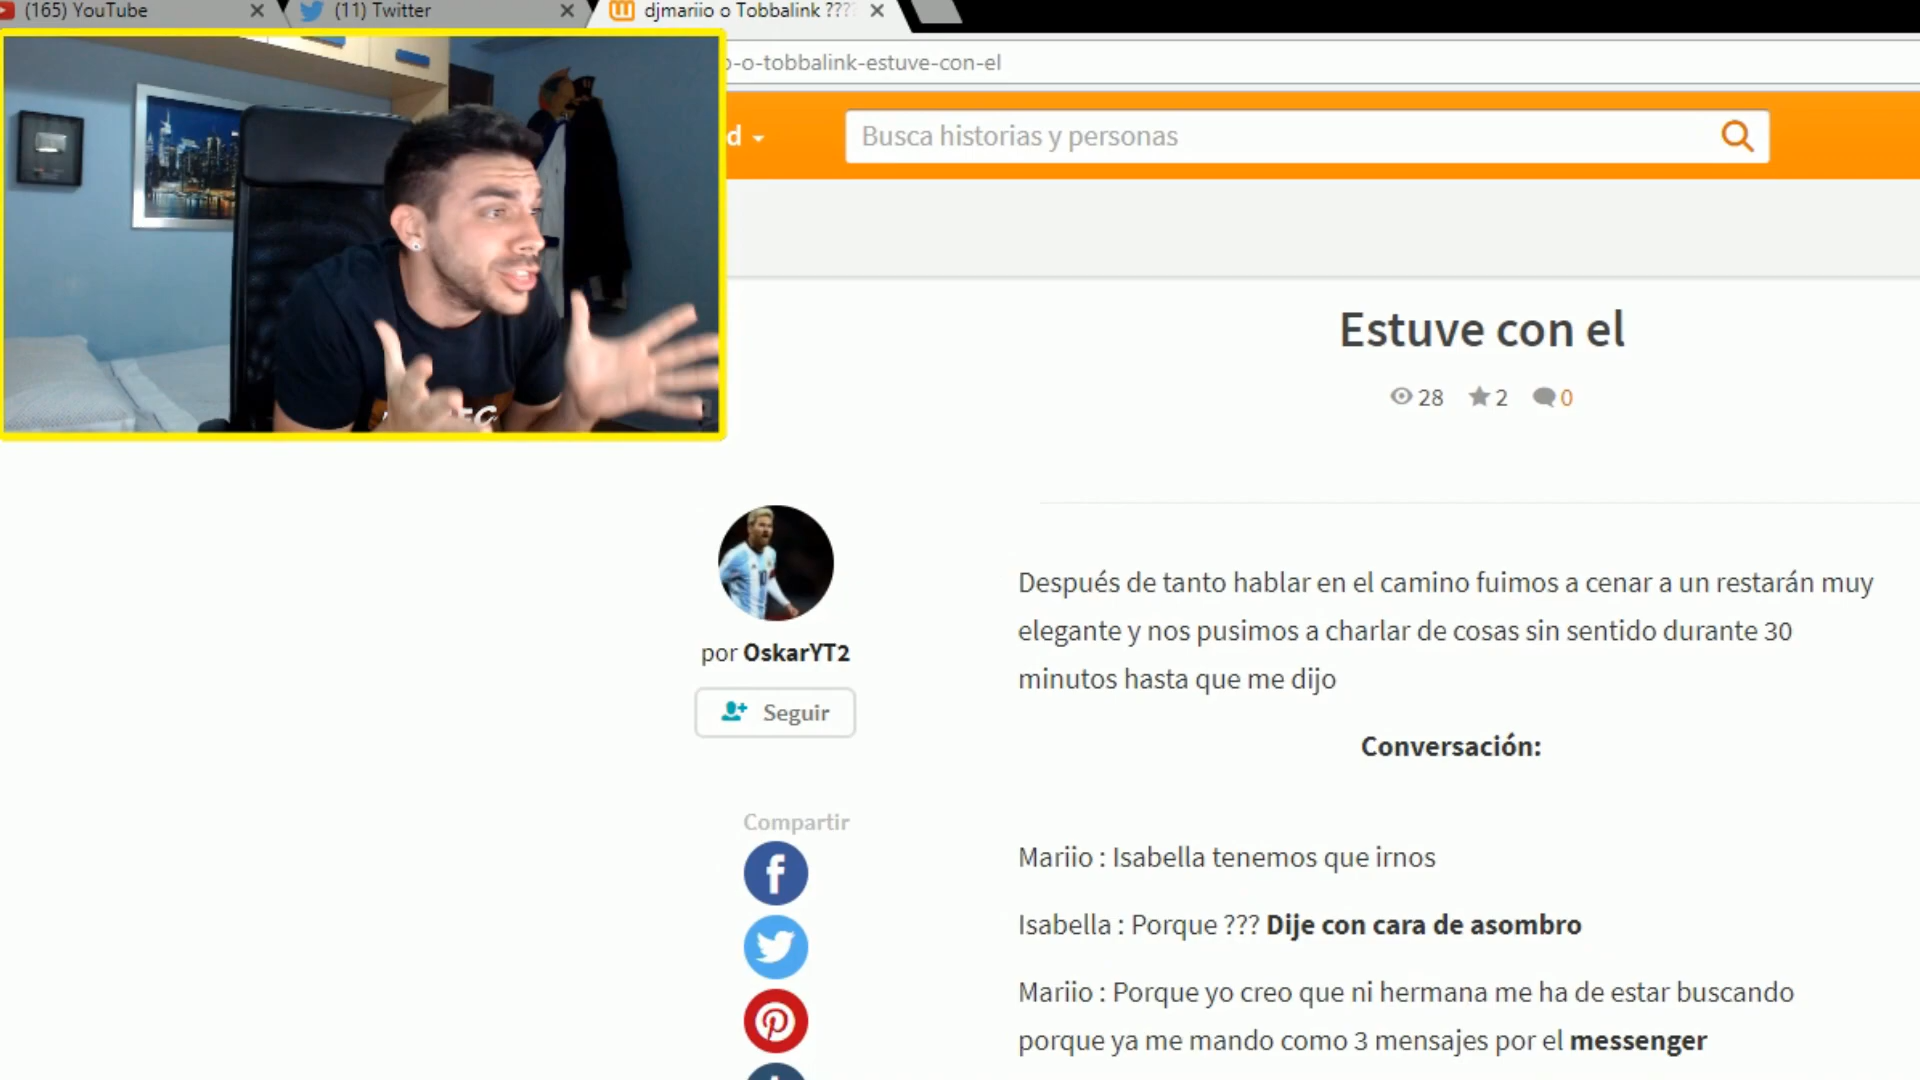 (165) YouTube
(11) Twitter
djmariio o Tobbalink ???
o-o-tobbalink-estuve-con-el
d
Busca historias y personas
Estuve con el
28 2 0
Después de tanto hablar en el camino fuimos a cenar a un restarán muy
elegante y nos pusimos a charlar de cosas sin sentido durante 30
minutos hasta que me dijo
por OskarYT2
Seguir
Conversación:
Compartir
Mariio : Isabella tenemos que irnos
Isabella : Porque ??? Dije con cara de asombro
Mariio : Porque yo creo que ni hermana me ha de estar buscando
porque ya me mando como 3 mensajes por el messenger